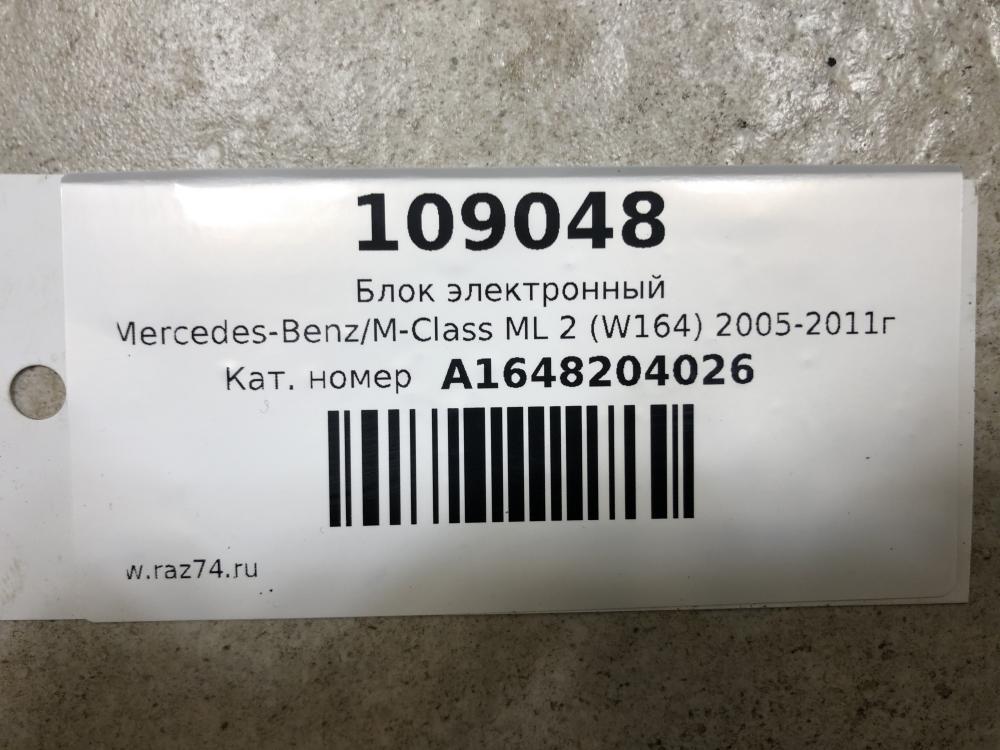 109048
Блок электронный
Mercedes-Benz/M-Class ML 2 (W164) 2005-2011г
Кат. номер A1648204026
w.raz74.ru